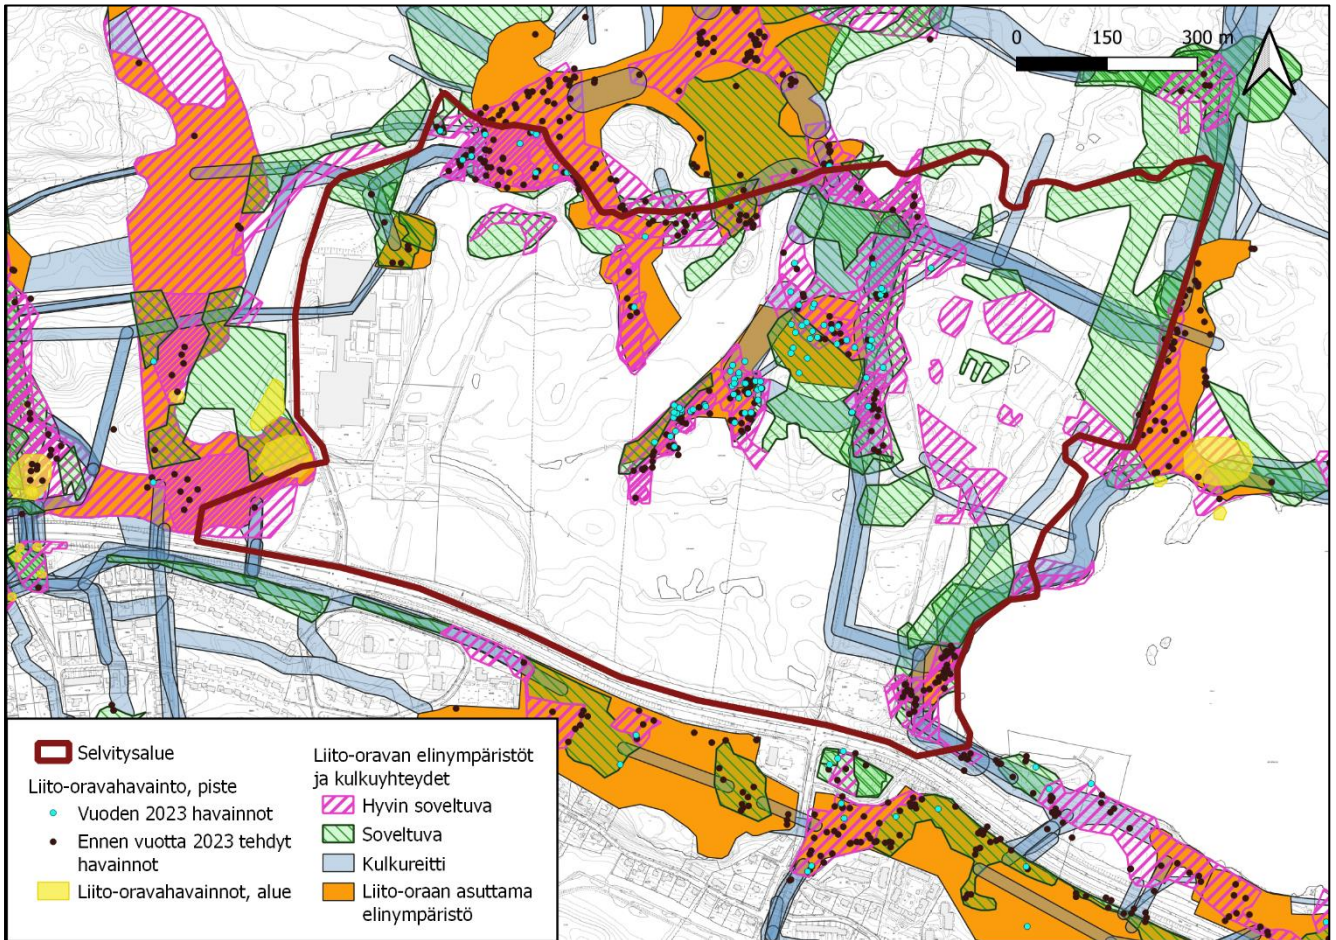 0 150 300 m
Selvitysalue
Liito-oravahavainto, piste
Vuoden 2023 havainnot
Ennen vuotta 2023 tehdyt
havainnot
Liito-oravahavainnot, alue
Liito-oravan elinympäristöt
ja kulkuyhteydet
Hyvin soveltuva
Soveltuva
Kulkureitti
Liito-oraan asuttama
elinympäristö